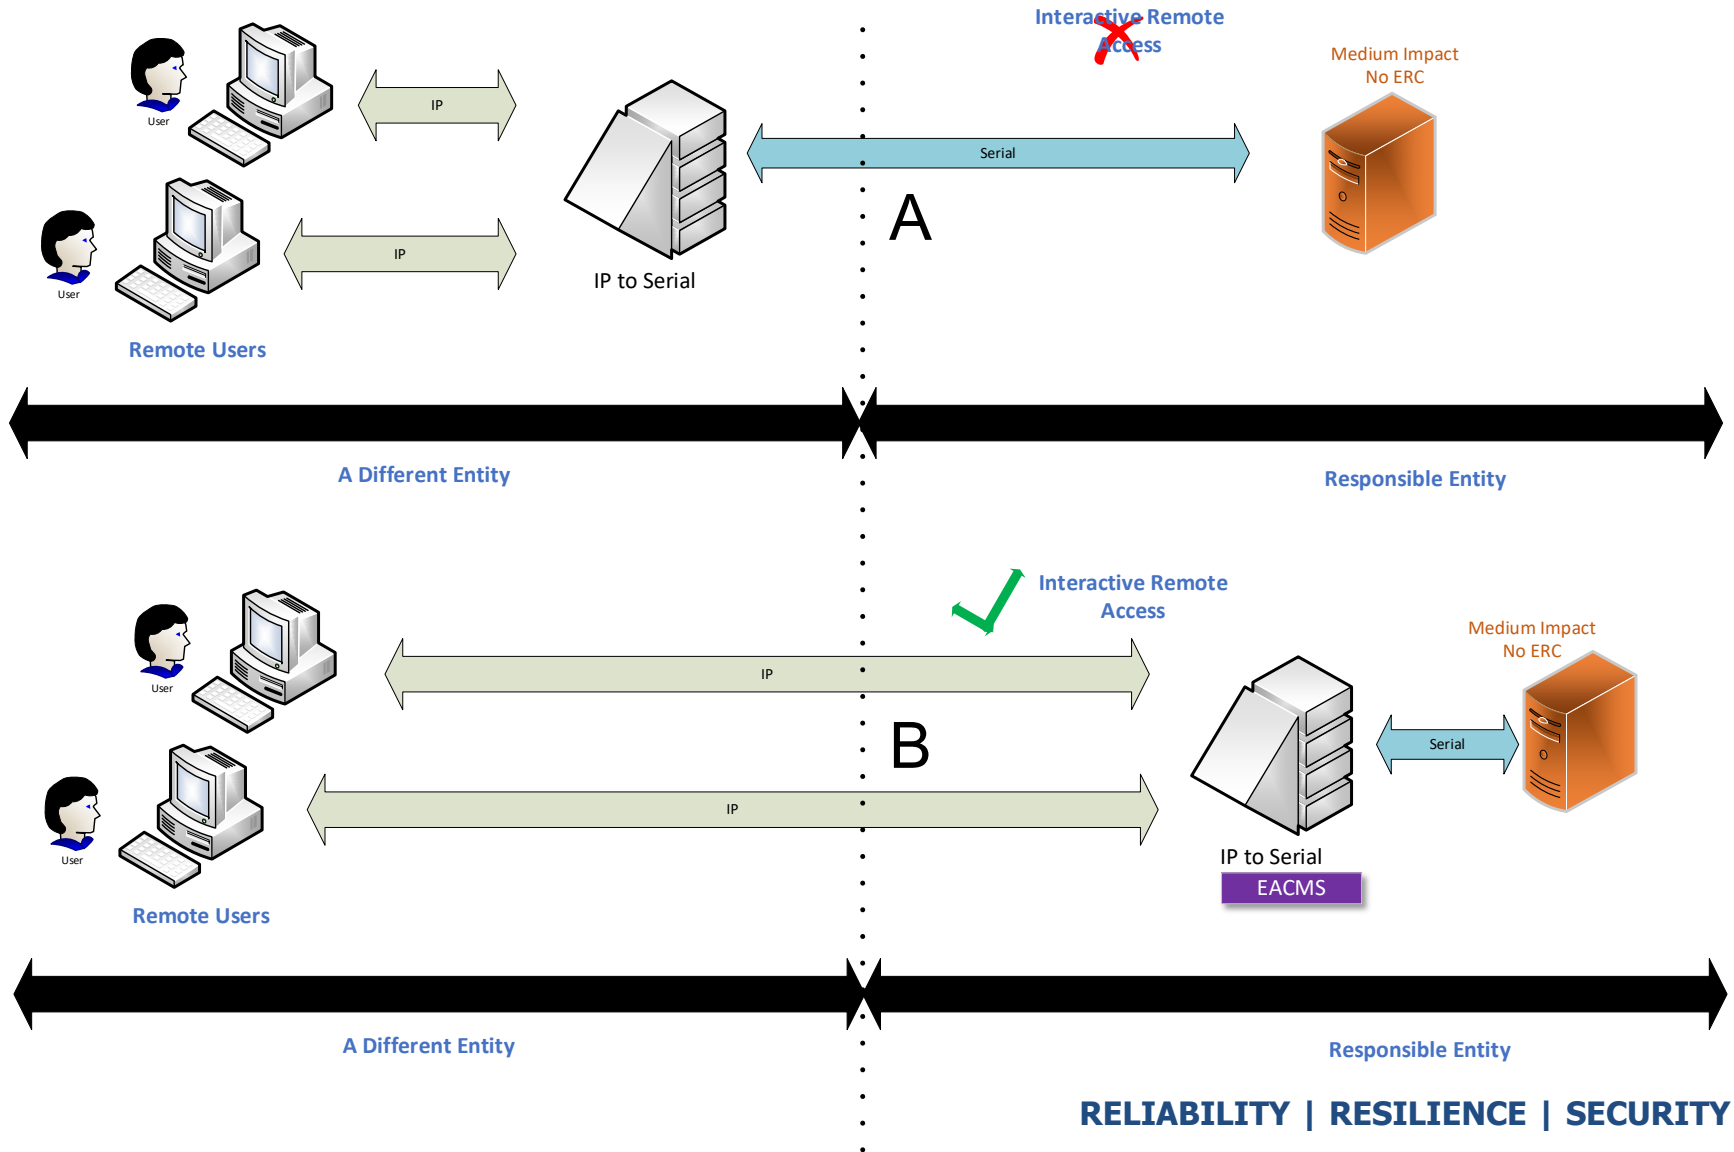 Interactive Remote
Access
Medium Impact
No ERC
User
IP
Serial
A
User
IP
IP to Serial
Remote Users
A Different Entity
Responsible Entity
Interactive Remote
Access
Medium Impact
No ERC
User
IP
B
Serial
User
IP
IP to Serial
EACMS
Remote Users
A Different Entity
Responsible Entity
RELIABILITY | RESILIENCE | SECURITY